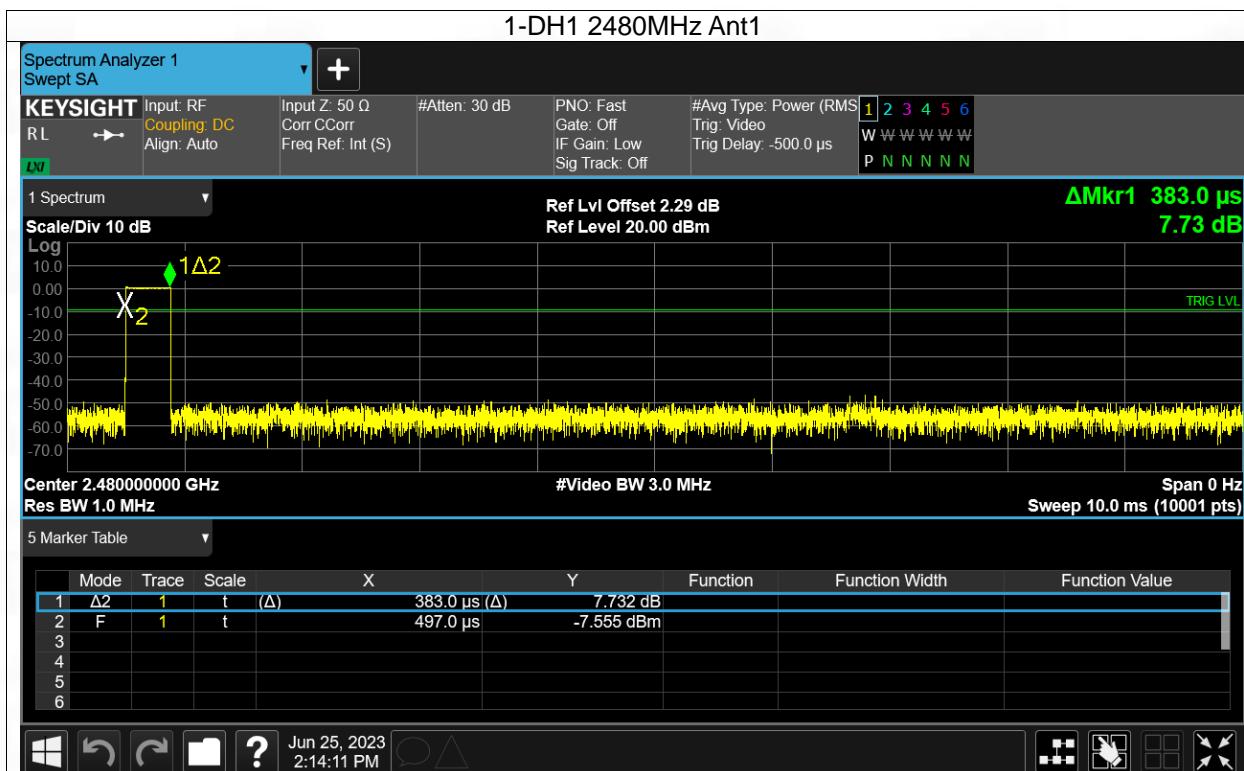 1-DH1 2480MHz Ant1
Spectrum Analyzer 1
Swept SA
KEYSIGHT
R L
LXI
Input: RF
Coupling: DC
Align: Auto
Input Z: 50 Ω
Corr CCorr
Freq Ref: Int (S)
#Atten: 30 dB
PNO: Fast
Gate: Off
IF Gain: Low
Sig Track: Off
#Avg Type: Power (RMS
Trig: Video
Trig Delay: -500.0 µs
1 2 3 4 5 6
W W W W W W
P N N N N N
1 Spectrum
Scale/Div 10 dB
Ref Lvl Offset 2.29 dB
Ref Level 20.00 dBm
ΔMkr1 383.0 µs
7.73 dB
Log
10.0
0.00
-10.0
-20.0
-30.0
-40.0
-50.0
-60.0
-70.0
1Δ2
X2
TRIG LVL
Center 2.480000000 GHz
#Video BW 3.0 MHz
Span 0 Hz
Res BW 1.0 MHz
Sweep 10.0 ms (10001 pts)
5 Marker Table
Mode Trace Scale X Y Function Function Width Function Value
1 Δ2 1 t (Δ) 383.0 µs (Δ) 7.732 dB
2 F 1 t 497.0 µs -7.555 dBm
3
4
5
6
?
Jun 25, 2023
2:14:11 PM